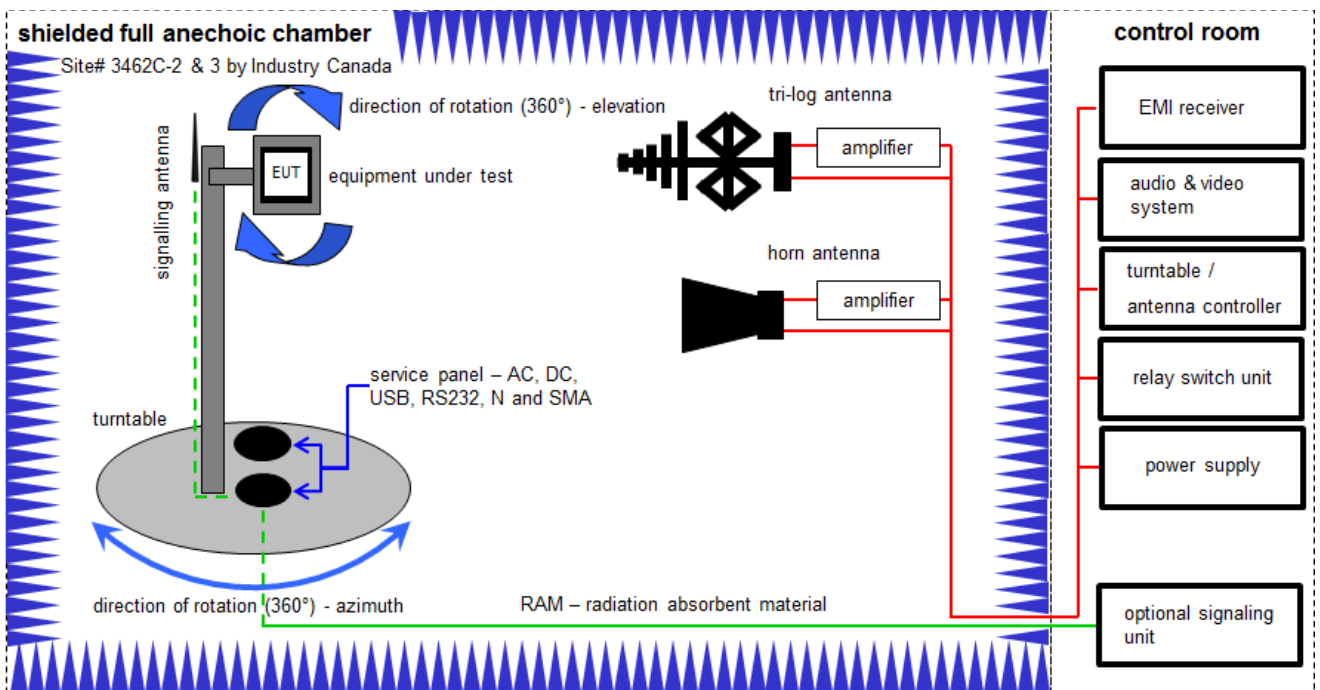 shielded full anechoic chamber
Site# 3462C-2 & 3 by Industry Canada
direction of rotation (360°) - elevation
signalling antenna
EUT
equipment under test
tri-log antenna
amplifier
horn antenna
amplifier
service panel – AC, DC,
USB, RS232, N and SMA
turntable
direction of rotation (360°) - azimuth
RAM – radiation absorbent material
control room
EMI receiver
audio & video
system
turntable /
antenna controller
relay switch unit
power supply
optional signaling
unit